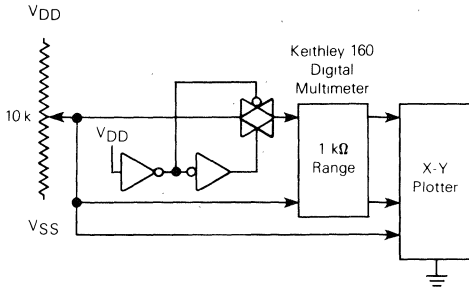 VDD
Keithley 160
Digital
Multimeter
10 k
VDD
1 kΩ
Range
X-Y
Plotter
VSS